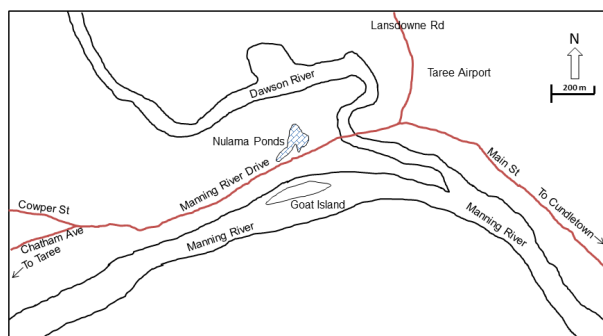 Lansdowne Rd
N
Taree Airport
200 m
Dawson River
Nulama Ponds
Manning River Drive
Main St
To Cundletown
Goat Island
Cowper St
Chatham Ave
To Taree
Manning River
Manning River